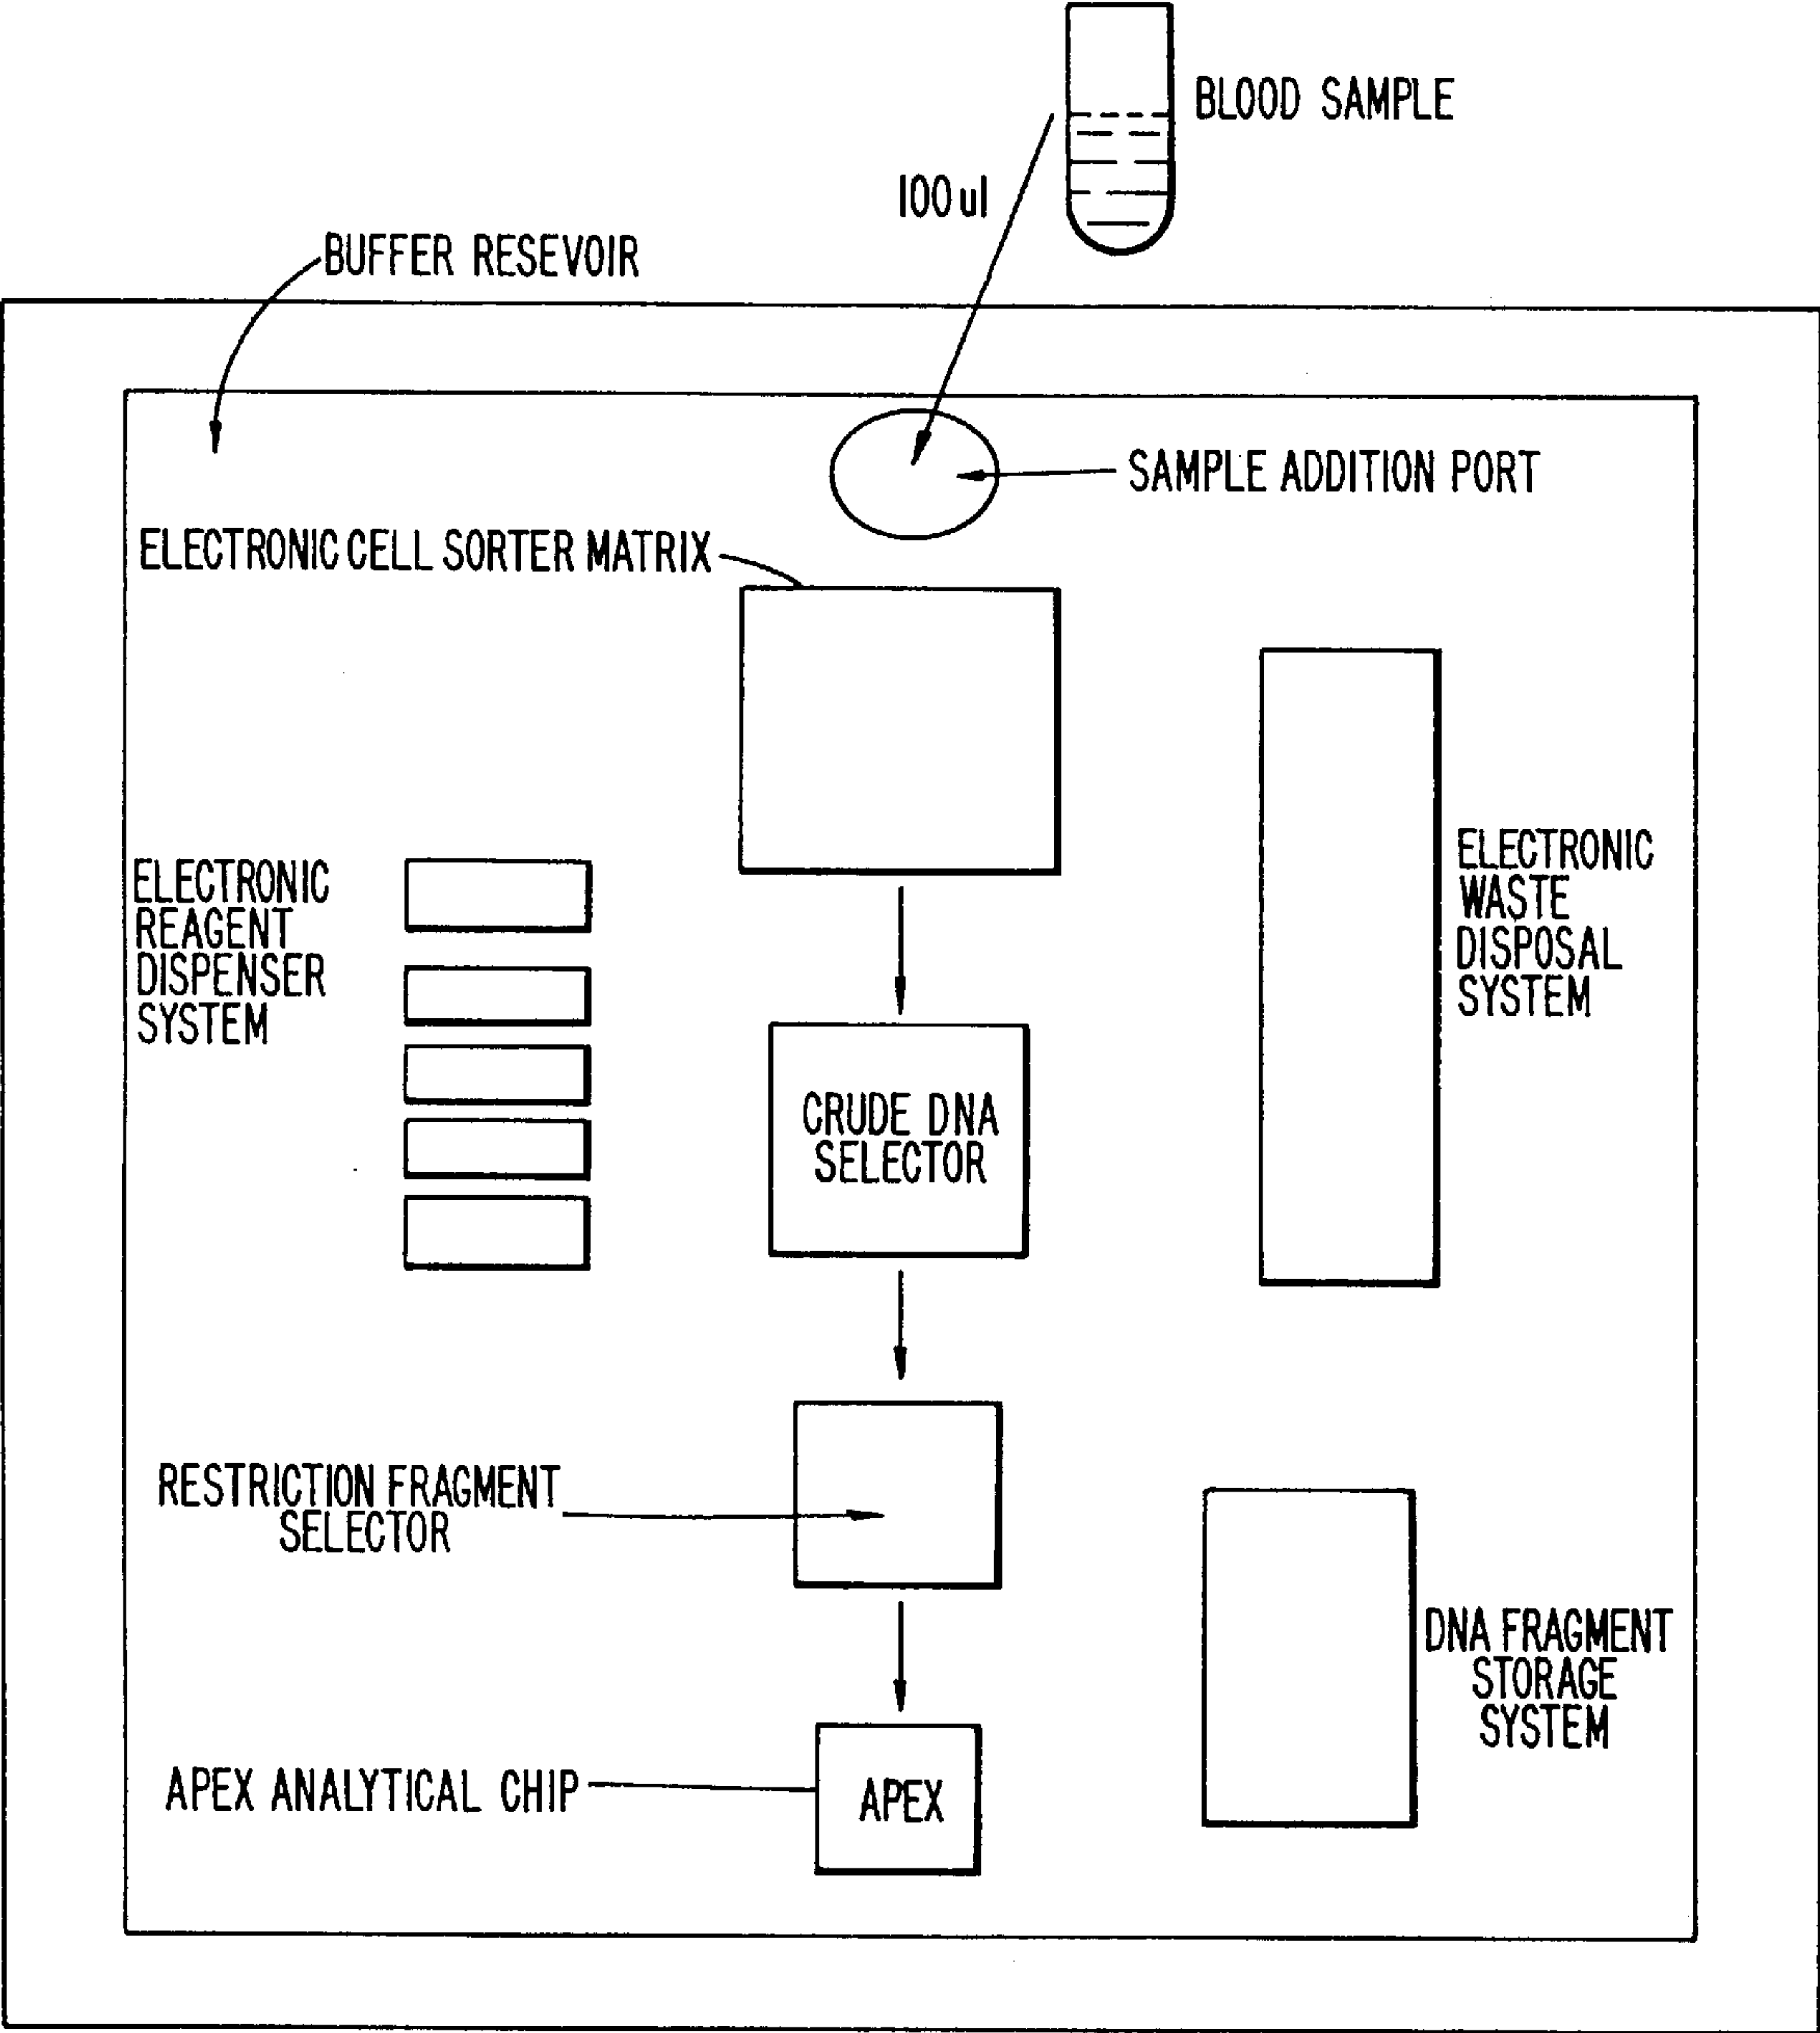 BLOOD SAMPLE
100 ul
BUFFER RESEVOIR
SAMPLE ADDITION PORT
ELECTRONIC CELL SORTER MATRIX
ELECTRONIC
REAGENT
DISPENSER
SYSTEM
ELECTRONIC
WASTE
DISPOSAL
SYSTEM
CRUDE DNA
SELECTOR
RESTRICTION FRAGMENT
SELECTOR
DNA FRAGMENT
STORAGE
SYSTEM
APEX ANALYTICAL CHIP
APEX